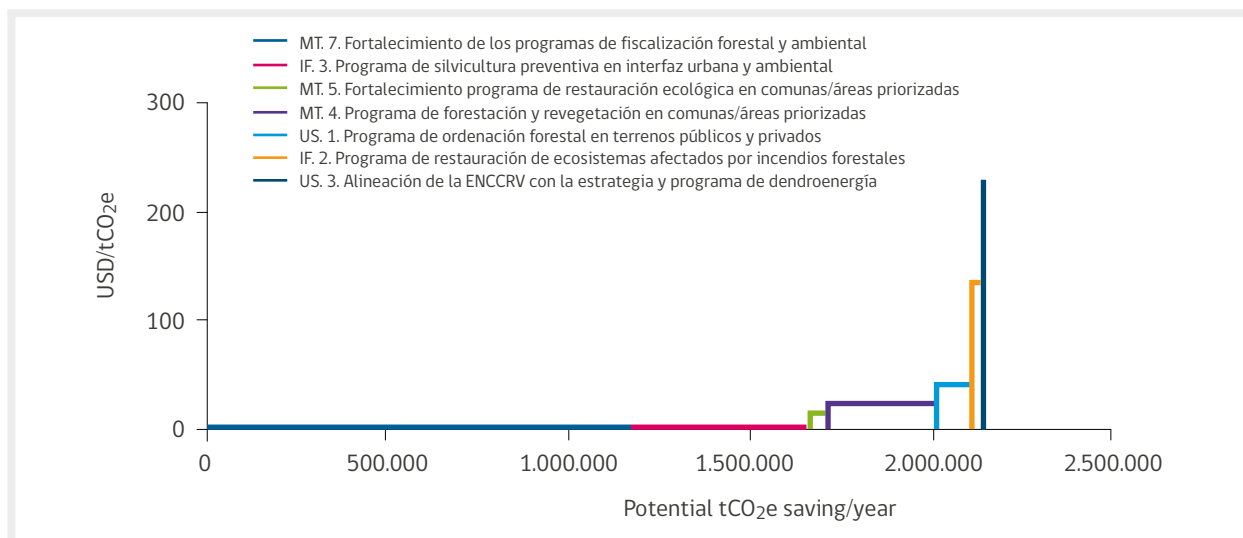 MT. 7. Fortalecimiento de los programas de fiscalización forestal y ambiental
IF. 3. Programa de silvicultura preventiva en interfaz urbana y ambiental
MT. 5. Fortalecimiento programa de restauración ecológica en comunas/áreas priorizadas
MT. 4. Programa de forestación y revegetación en comunas/áreas priorizadas
US. 1. Programa de ordenación forestal en terrenos públicos y privados
IF. 2. Programa de restauración de ecosistemas afectados por incendios forestales
US. 3. Alineación de la ENCCRV con la estrategia y programa de dendroenergía
USD/tCO₂e
300
200
100
0
0 500.000 1.000.000 1.500.000 2.000.000 2.500.000
Potential tCO₂e saving/year